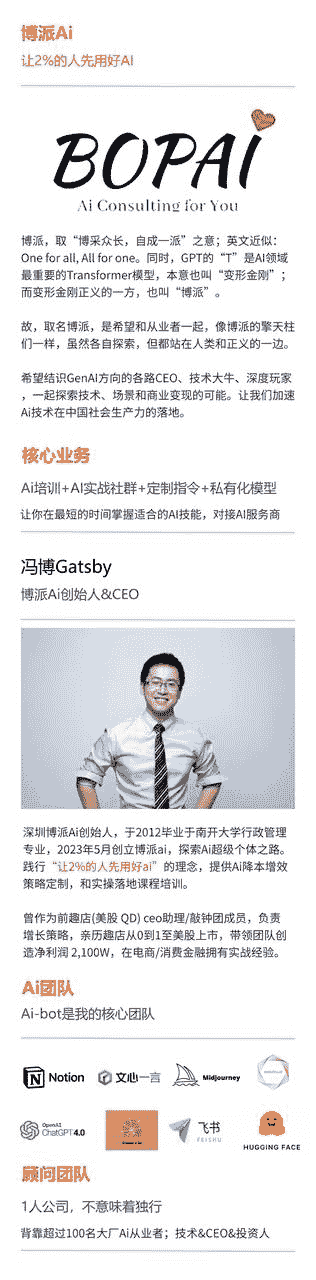 博派Ai
让2%的人先用好AI
BOPAI
Ai Consulting for You
博派，取“博采众长，自成一派”之意；英文近似：
One for all, All for one。同时，GPT的“T”是AI领域
最重要的Transformer模型，本意也叫“变形金刚”；
而变形金刚正义的一方，也叫“博派”。
故，取名博派，是希望和从业者一起，像博派的擎天柱
们一样，虽然各自探索，但都站在人类和正义的一边。
希望结识GenAI方向的各路CEO、技术大牛、深度玩家
，一起探索技术、场景和商业变现的可能。让我们加速
Ai技术在中国社会生产力的落地。
核心业务
Ai培训+AI实战社群+定制指令+私有化模型
让你在最短的时间掌握适合的AI技能，对接AI服务商
冯博Gatsby
博派Ai创始人&CEO
深圳博派Ai创始人，于2012毕业于南开大学行政管理
专业，2023年5月创立博派ai，探索Ai超级个体之路。
践行“让2%的人先用好ai”的理念，提供Ai降本增效
策略定制，和实操落地课程培训。
曾作为前趣店(美股 QD) ceo助理/敲钟团成员，负责
增长策略，亲历趣店从0到1至美股上市，带领团队创
造净利润 2,100W，在电商/消费金融拥有实战经验。
Ai团队
Ai-bot是我的核心团队
Notion 文心一言 Midjourney
OpenAI
ChatGPT4.0 飞书
FEISHU
HUGGING FACE
顾问团队
1人公司，不意味着独行
背靠超过100名大厂Ai从业者；技术&CEO&投资人